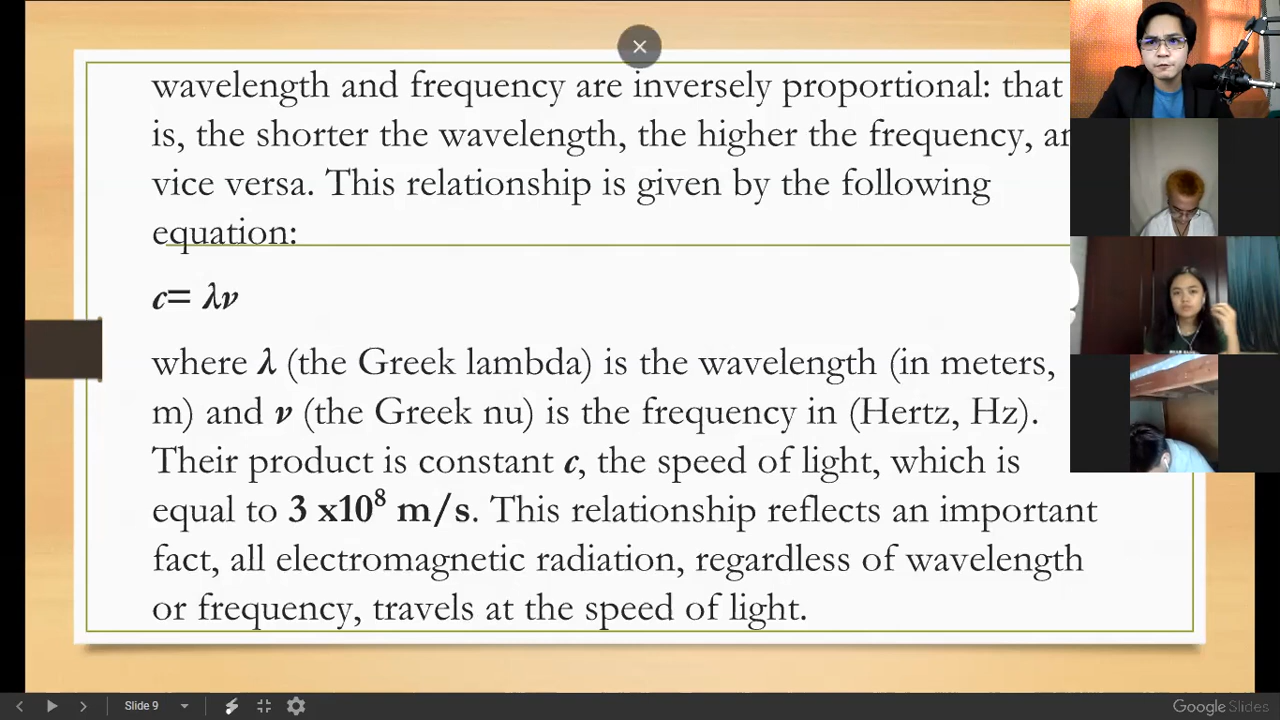 wavelength and frequency are inversely proportional: that
is, the shorter the wavelength, the higher the frequency,
vice versa. This relationship is given by the following
equation:
c= λν
where λ (the Greek lambda) is the wavelength (in meters,
m) and ν (the Greek nu) is the frequency in (Hertz, Hz).
Their product is constant c, the speed of light, which is
equal to 3 x10⁸ m/s. This relationship reflects an important
fact, all electromagnetic radiation, regardless of wavelength
or frequency, travels at the speed of light.
Slide 9
Google Slides